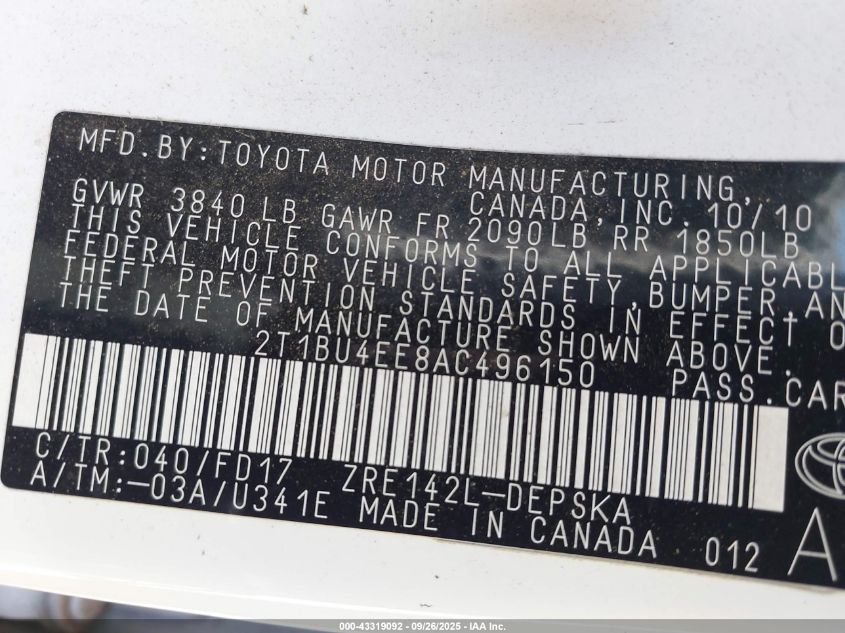 MFD.BY:TOYOTA MOTOR MANUFACTURING,
CANADA,INC.10/10
GVWR 3840 LB GAWR FR 2090LB RR 1850LB
THIS VEHICLE CONFORMS TO ALL APPLICABL
FEDERAL MOTOR VEHICLE SAFETY,BUMPER,AN
THEFT PREVENTION STANDARDS IN EFFECT O
THE DATE OF MANUFACTURE SHOWN ABOVE.
2T1BU4EE8AC496150 PASS.CAR
C/TR:040/FD17 ZRE142L-DEPSKA
A/TM:-03A/U341E MADE IN CANADA 012 A
000-43319092 - 09/26/2025 - IAA Inc.